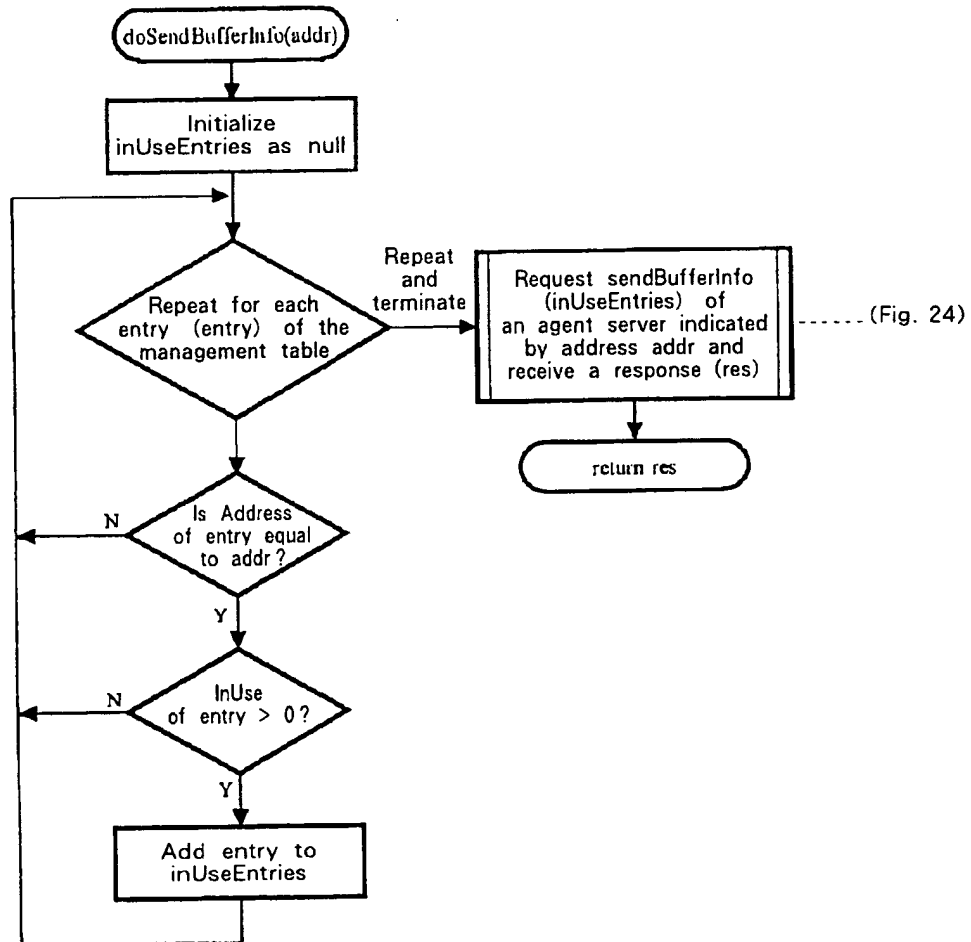 doSendBufferInfo(addr)
Initialize
inUseEntries as null
Repeat for each
entry (entry) of the
management table
Repeat
and
terminate
Request sendBufferInfo
(inUseEntries) of
an agent server indicated
by address addr and
receive a response (res)
(Fig. 24)
return res
Is Address
of entry equal
to addr?
N
Y
InUse
of entry > 0?
N
Y
Add entry to
inUseEntries